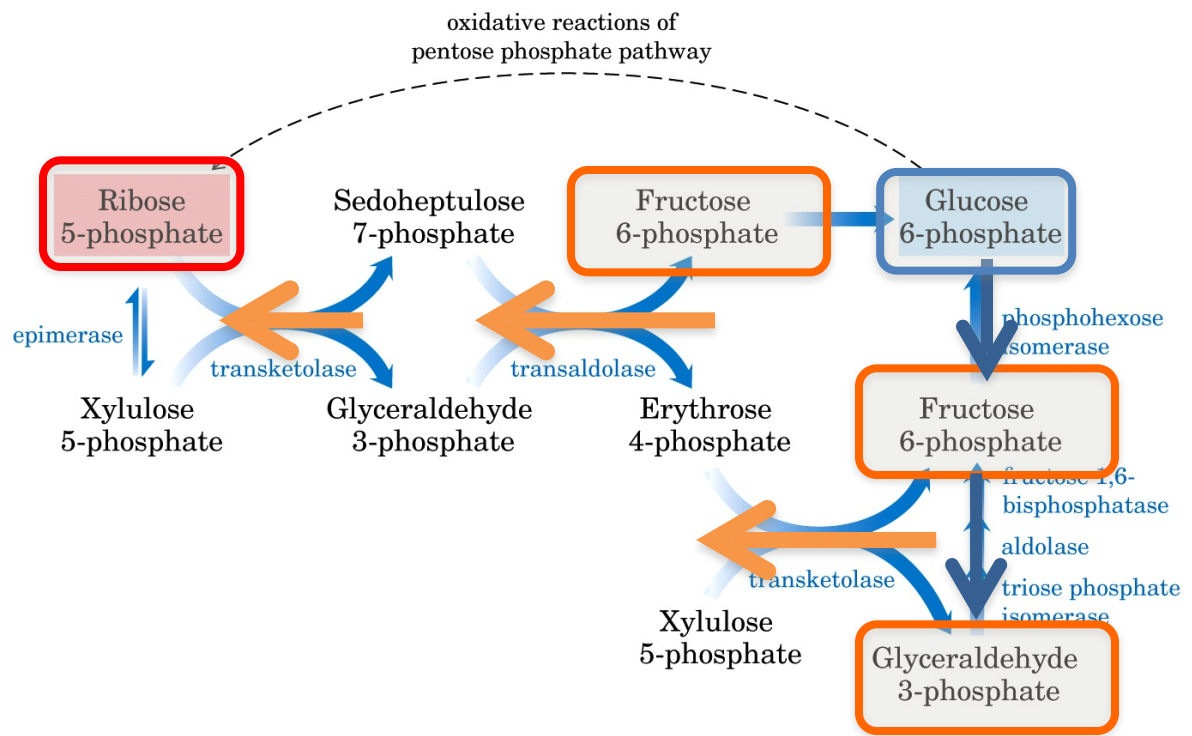 oxidative reactions of
pentose phosphate pathway
Ribose
5-phosphate
Sedoheptulose
7-phosphate
Fructose
6-phosphate
Glucose
6-phosphate
epimerase
transketolase
transaldolase
phosphohexose
isomerase
Xylulose
5-phosphate
Glyceraldehyde
3-phosphate
Erythrose
4-phosphate
Fructose
6-phosphate
fructose 1,6-
bisphosphatase
aldolase
transketolase
triose phosphate
isomerase
Xylulose
5-phosphate
Glyceraldehyde
3-phosphate